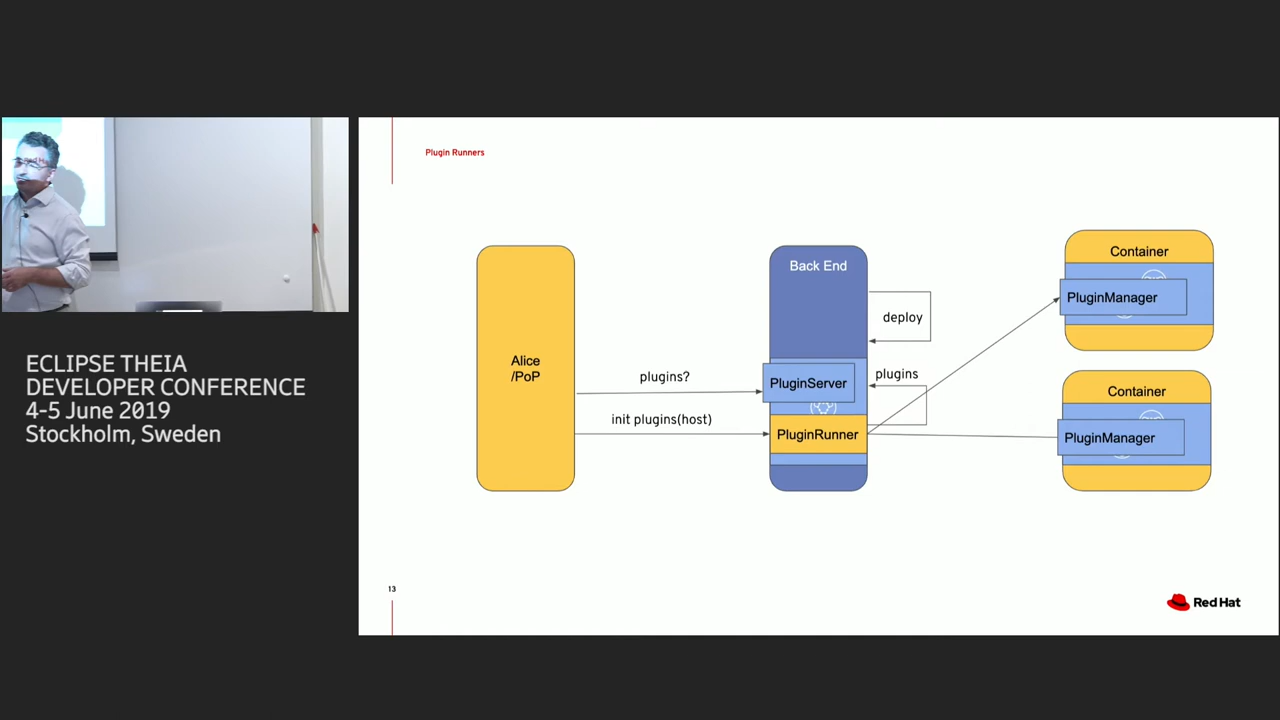 ECLIPSE THEIA
DEVELOPER CONFERENCE
4-5 June 2019
Stockholm, Sweden
Plugin Runners
Alice
/PoP
plugins?
init plugins(host)
Back End
deploy
PluginServer
plugins
PluginRunner
Container
PluginManager
Container
PluginManager
13
Red Hat